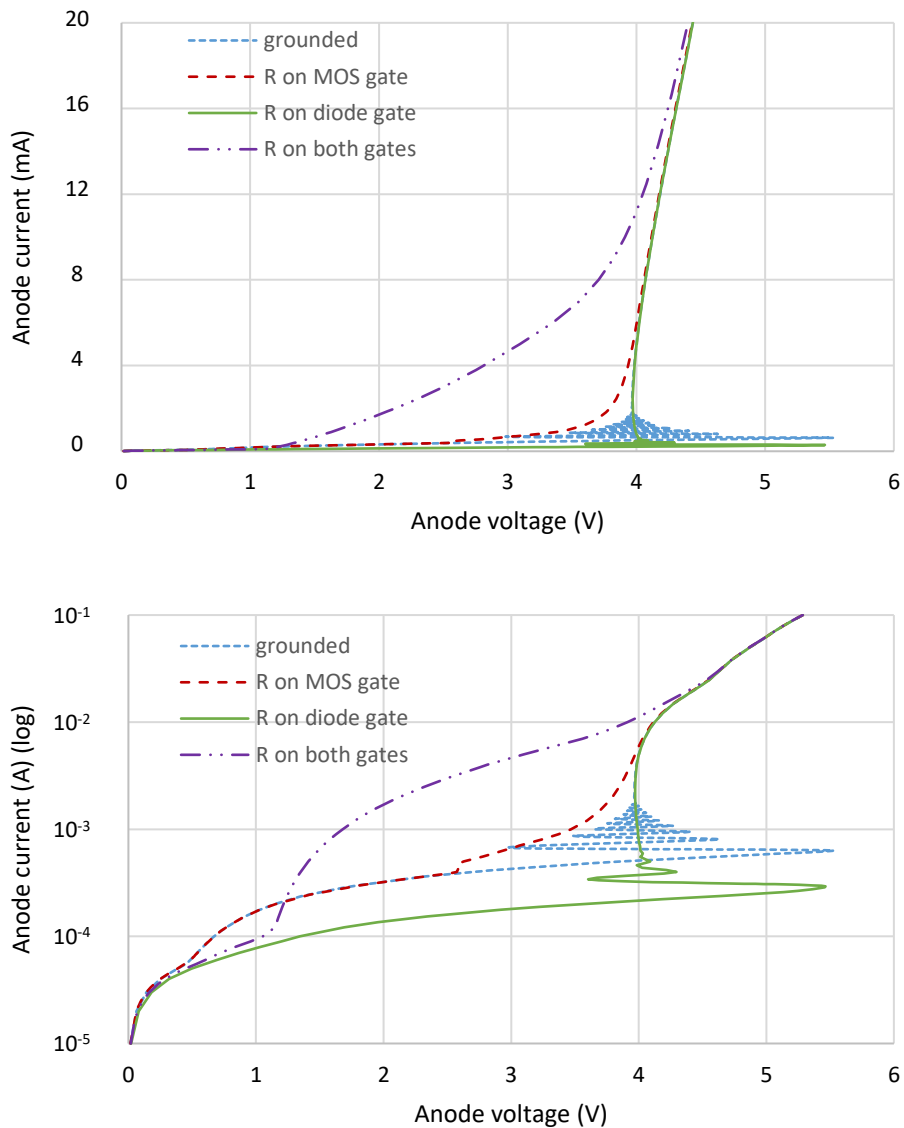 20
16
12
8
4
0
Anode current (mA)
grounded
R on MOS gate
R on diode gate
R on both gates
0 1 2 3 4 5 6
Anode voltage (V)
10-1
10-2
10-3
10-4
10-5
Anode current (A) (log)
grounded
R on MOS gate
R on diode gate
R on both gates
0 1 2 3 4 5 6
Anode voltage (V)